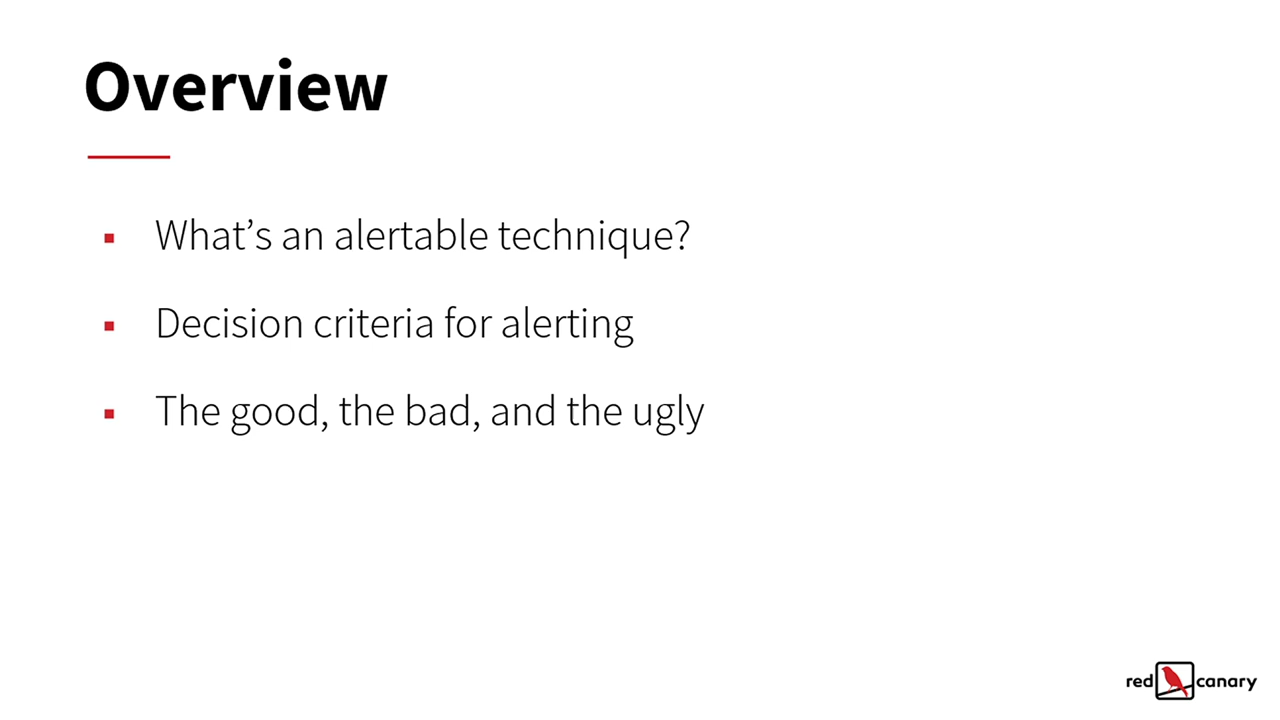 Overview
What’s an alertable technique?
Decision criteria for alerting
The good, the bad, and the ugly
red canary